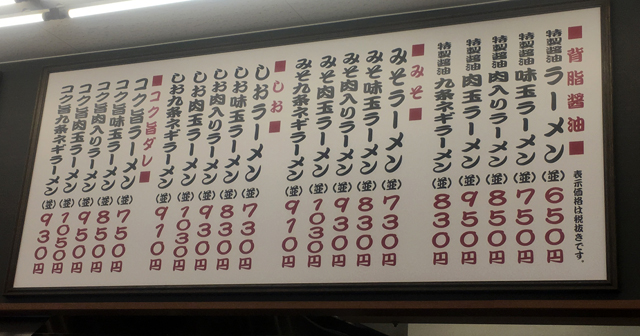 ■背脂醤油■
表示価格は税抜きです。
特製醤油 ラーメン(並)650円
特製醤油 味玉ラーメン(並)750円
特製醤油 肉入りラーメン(並)850円
特製醤油 肉玉ラーメン(並)950円
特製醤油 九条ネギラーメン(並)830円
■みそ■
みそラーメン(並)730円
みそ味玉ラーメン(並)830円
みそ肉入りラーメン(並)930円
みそ肉玉ラーメン(並)1030円
みそ九条ネギラーメン(並)910円
■しお■
しおラーメン(並)730円
しお味玉ラーメン(並)830円
しお肉入りラーメン(並)930円
しお肉玉ラーメン(並)1030円
しお九条ネギラーメン(並)910円
■コク旨ダレ■
コク旨ラーメン(並)750円
コク旨味玉ラーメン(並)850円
コク旨肉入りラーメン(並)950円
コク旨肉玉ラーメン(並)1050円
コク旨九条ネギラーメン(並)930円